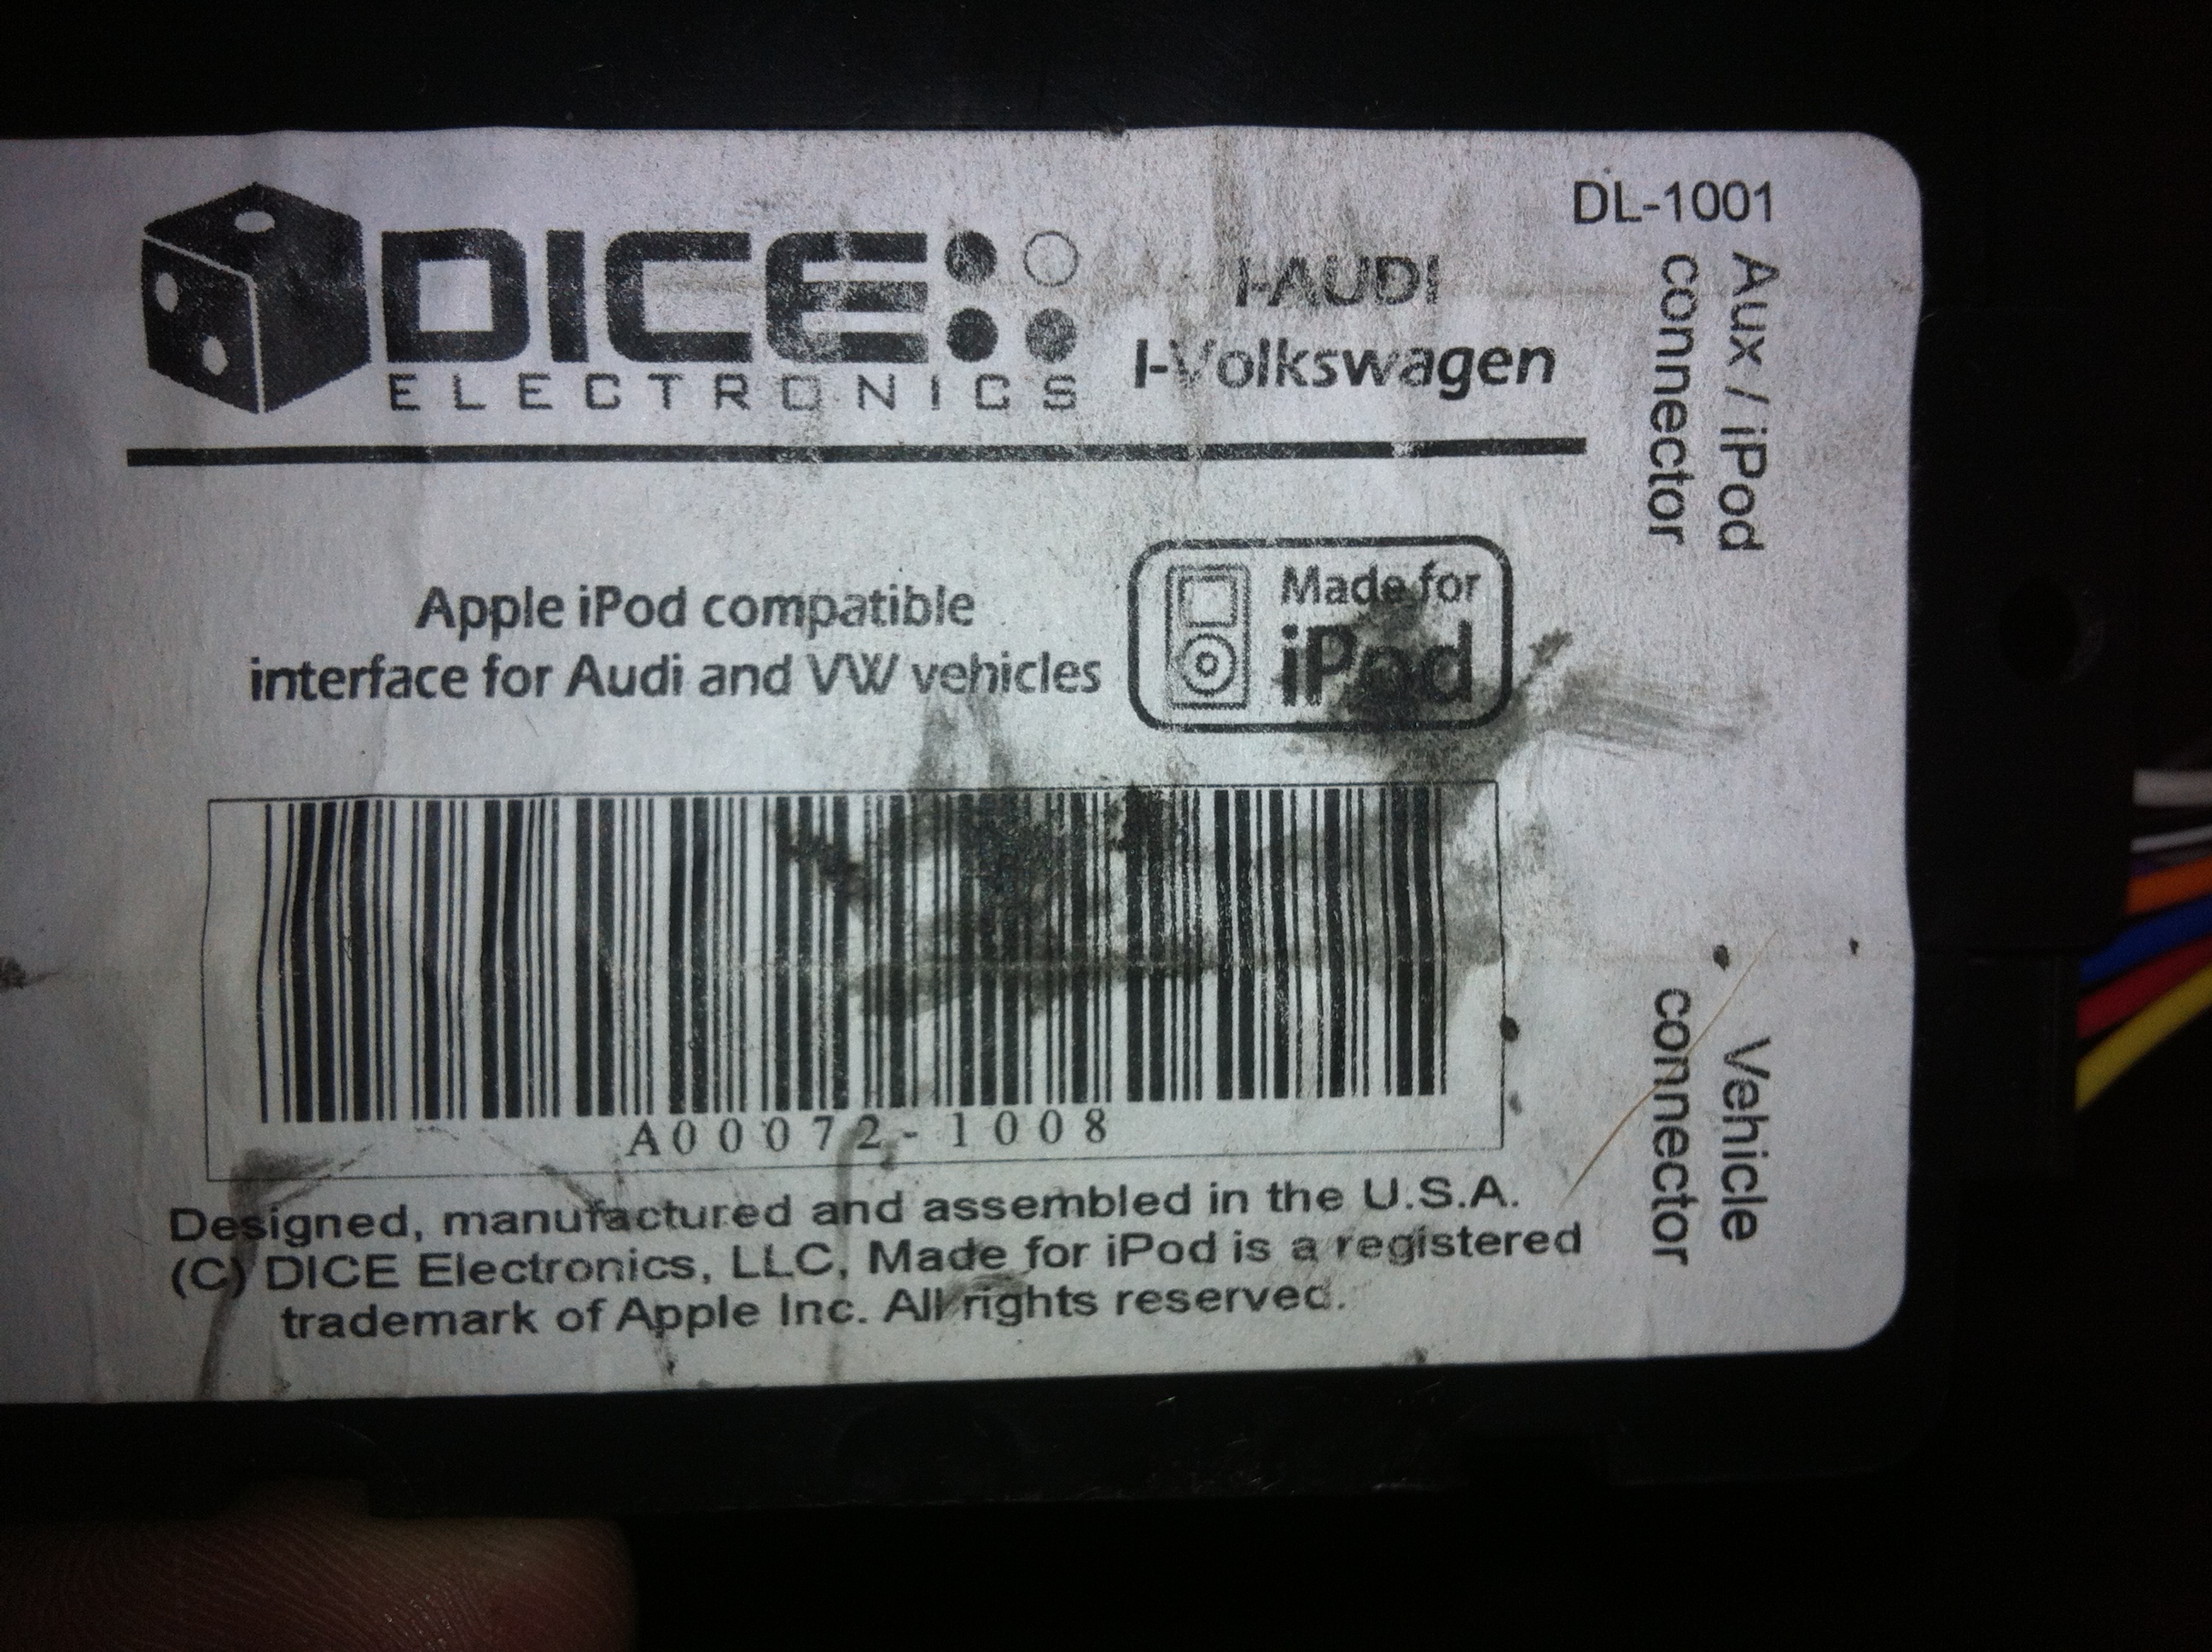 DL-1001
DICE
ELECTRONICS
I-AUDI
I-Volkswagen
Aux / iPod
connector
Apple iPod compatible
interface for Audi and VW vehicles
Made for
iPod
A00072-1008
Vehicle
connector
Designed, manufactured and assembled in the U.S.A.
(C) DICE Electronics, LLC, Made for iPod is a registered
trademark of Apple Inc. All rights reserved.